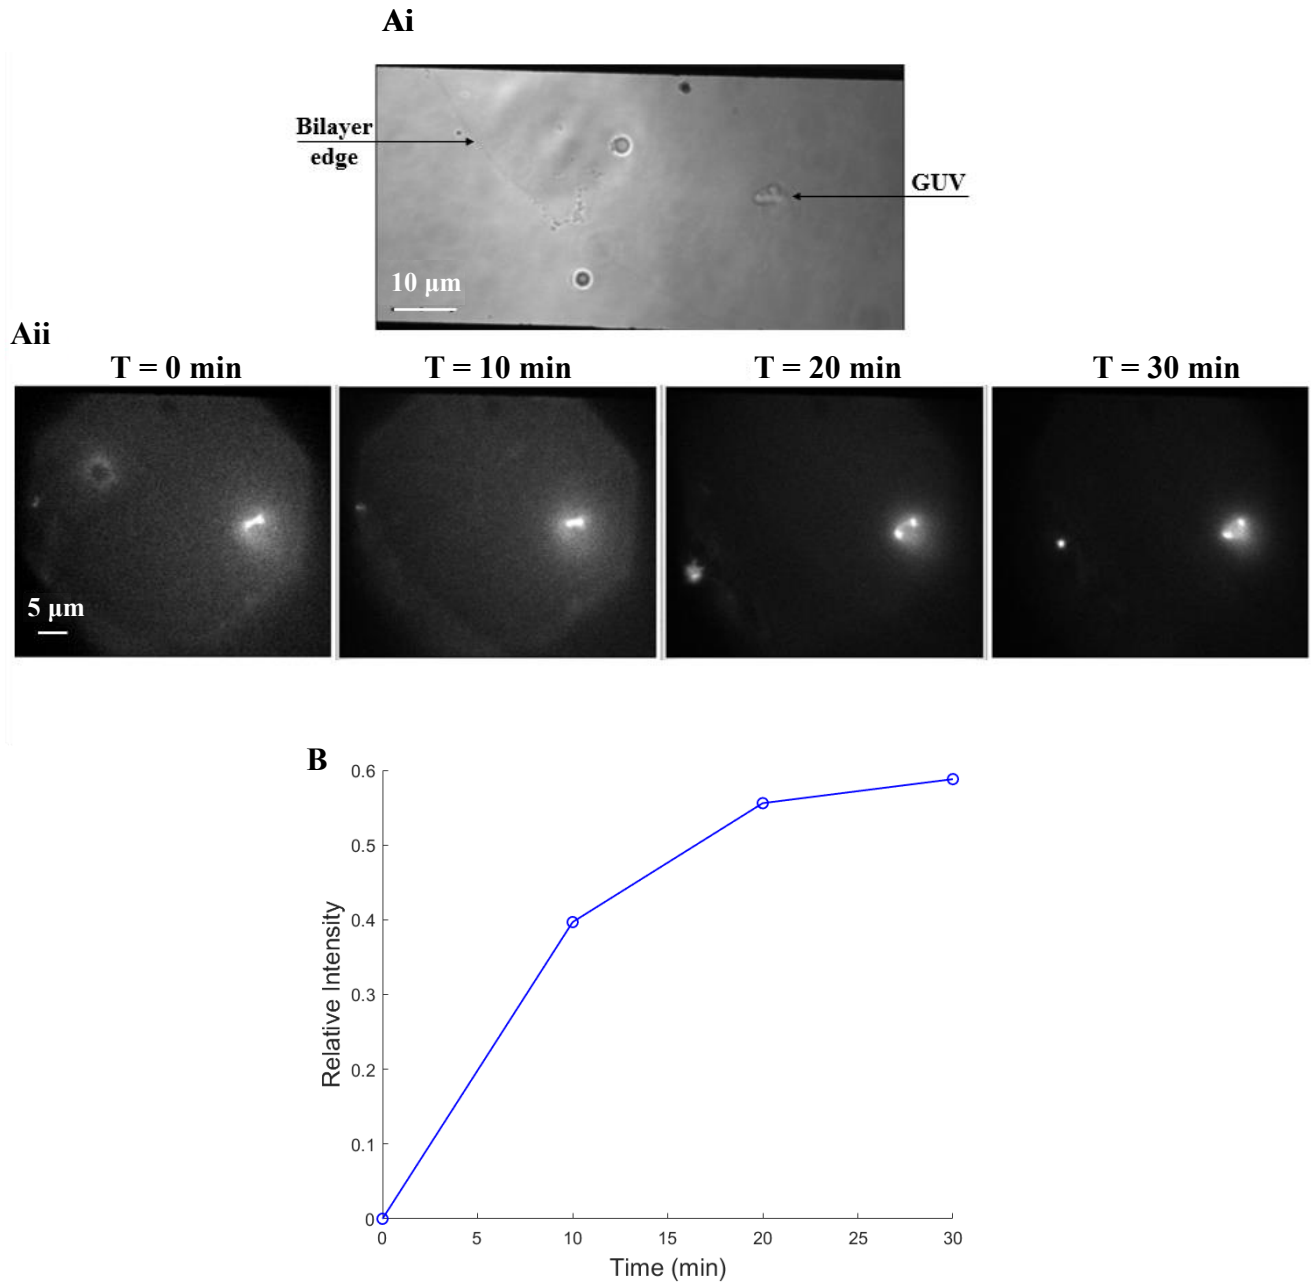 Ai
Bilayer
edge
GUV
10 μm
Aii
T = 0 min
T = 10 min
T = 20 min
T = 30 min
5 μm
B
0.6
0.5
0.4
0.3
0.2
0.1
0
Relative Intensity
0
5
10
15
20
25
30
Time (min)